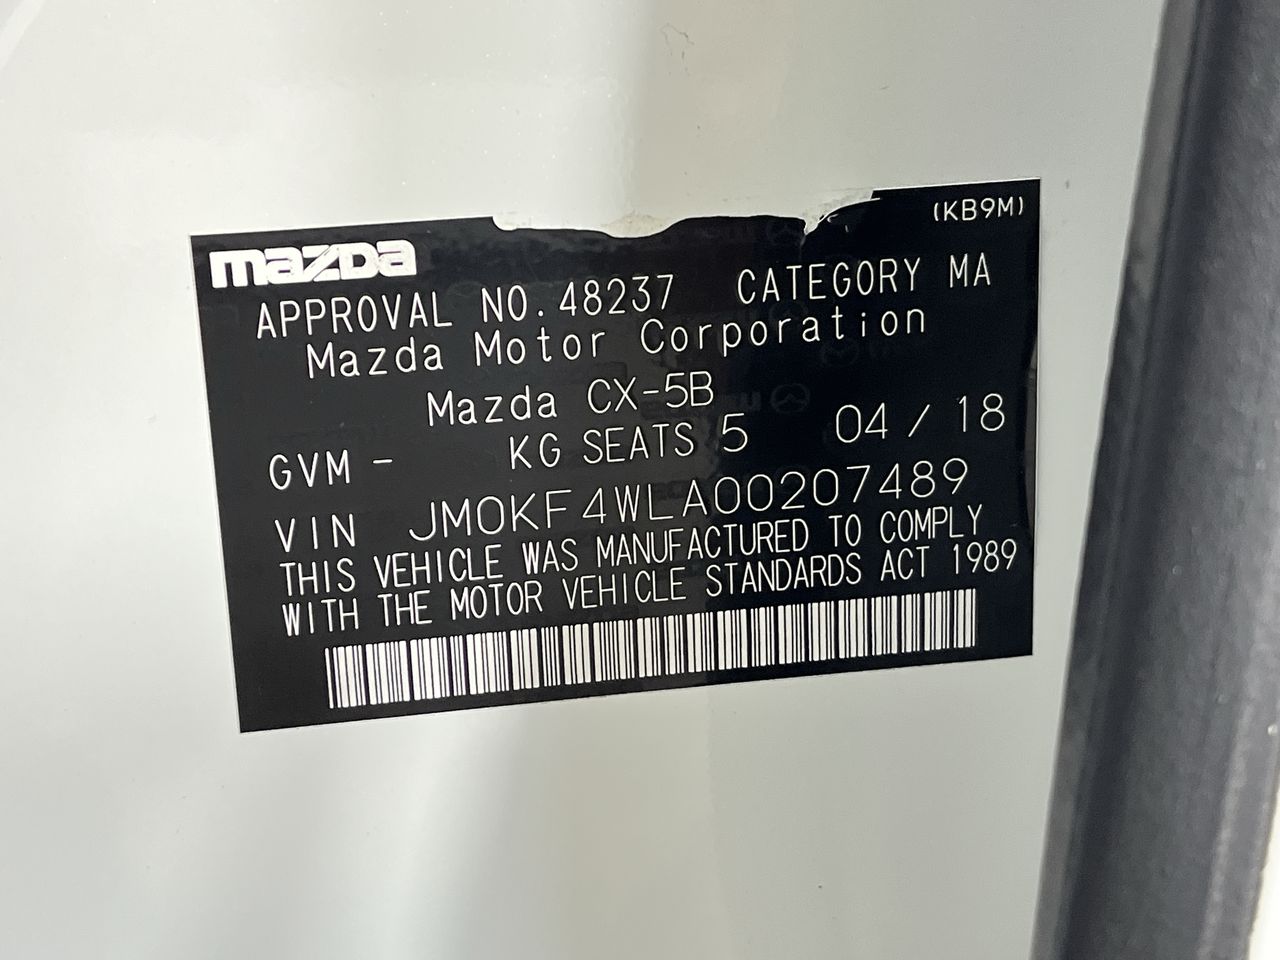 (KB9M)
mazda
APPROVAL NO.48237 CATEGORY MA
Mazda Motor Corporation
Mazda CX-5B
GVM - KG SEATS 5 04 / 18
VIN JM0KF4WLA00207489
THIS VEHICLE WAS MANUFACTURED TO COMPLY
WITH THE MOTOR VEHICLE STANDARDS ACT 1989